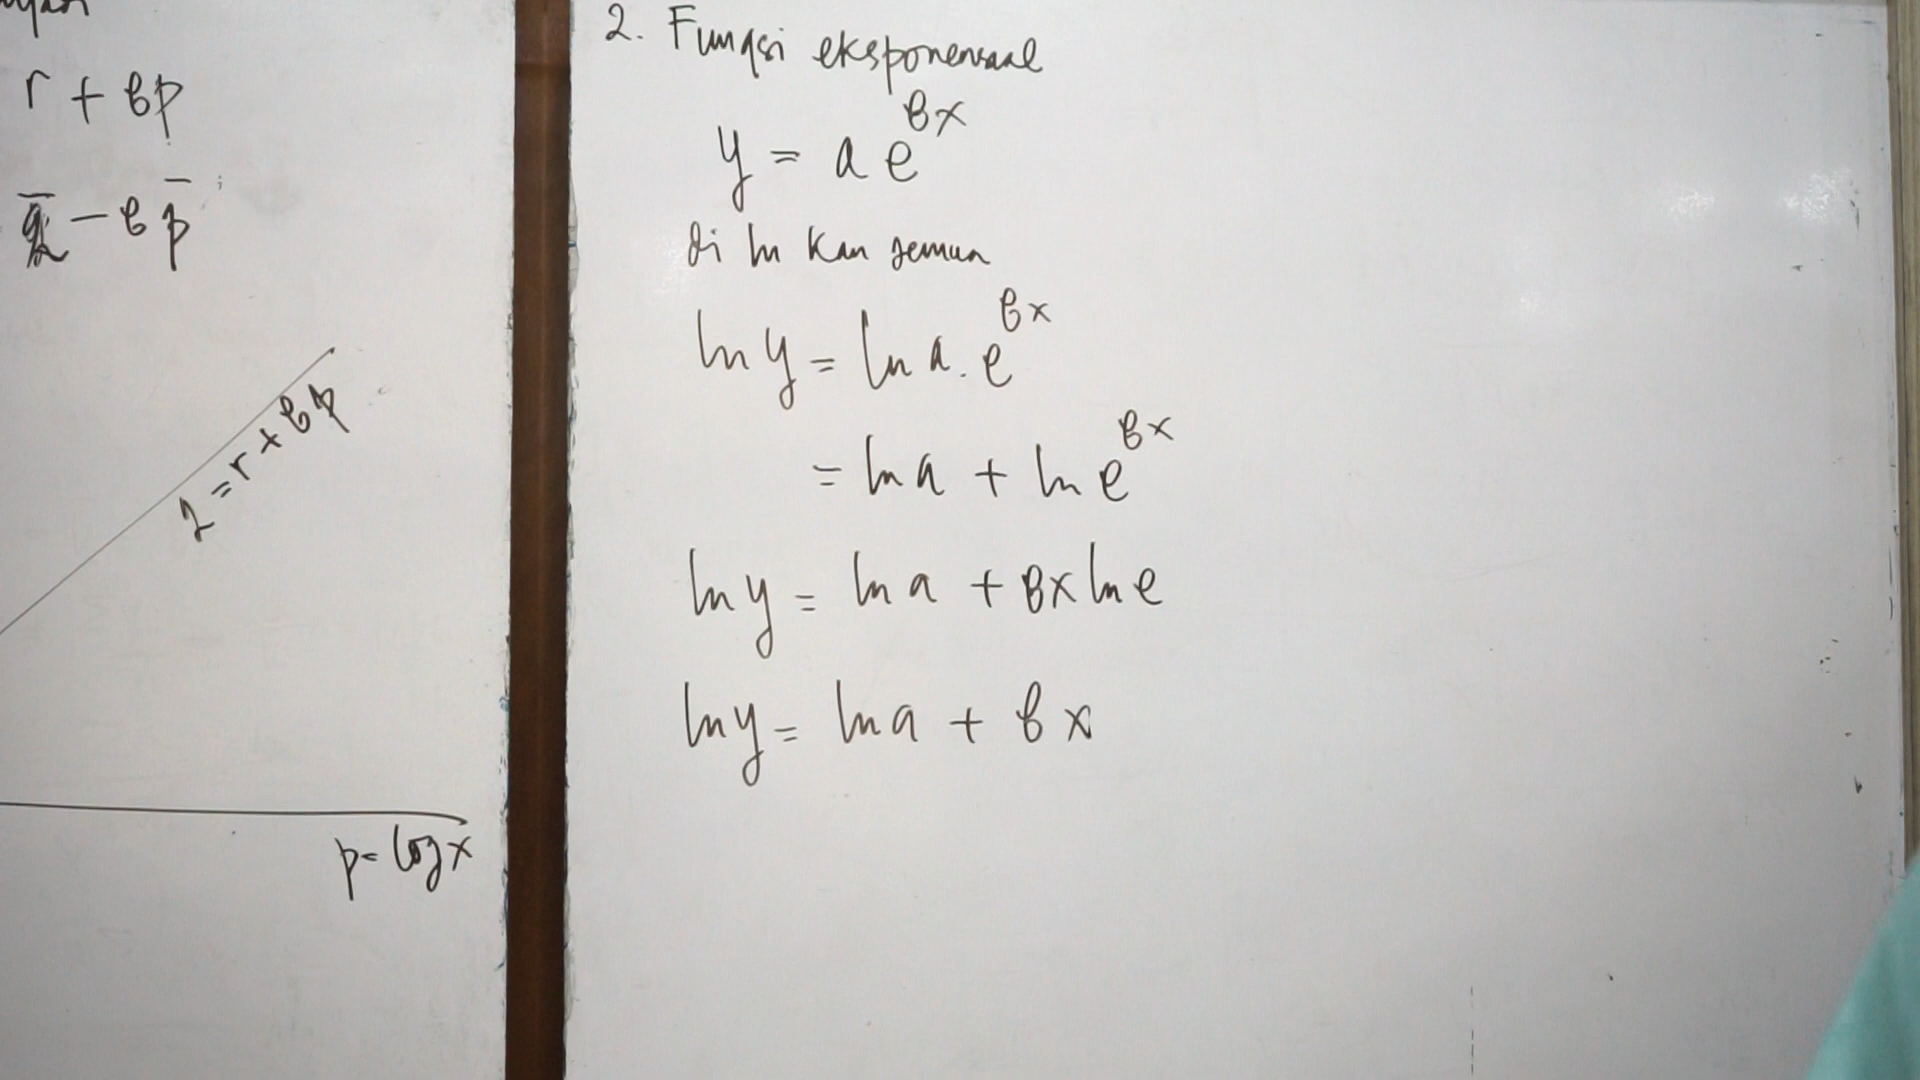 r + bp
q̄ - b p̄
q = r + bp
p = log x
2. Fungsi eksponensial
y = a e^bx
di ln kan semua
ln y = ln a . e^bx
= ln a + ln e^bx
ln y = ln a + bx ln e
ln y = ln a + bx